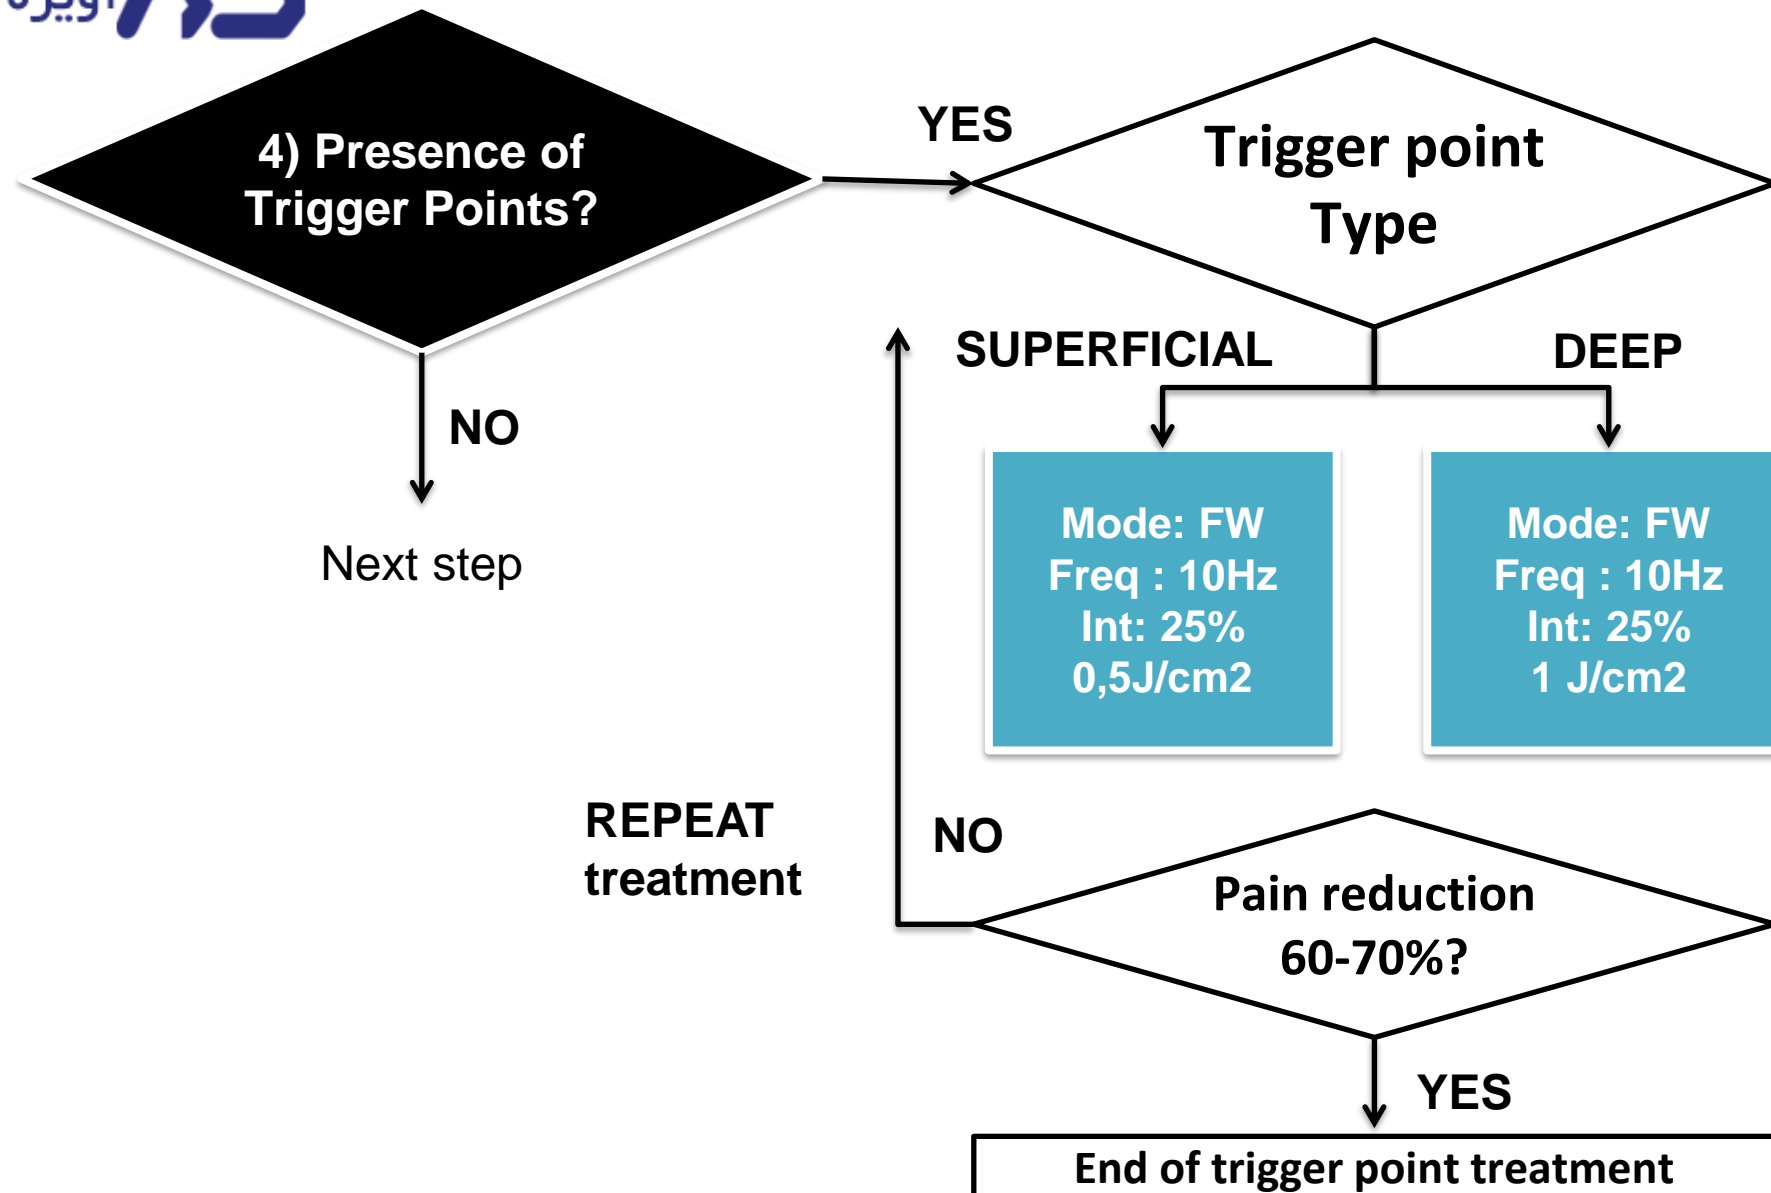 4) Presence of
Trigger Points?
YES
Trigger point
Type
SUPERFICIAL
DEEP
NO
Next step
Mode: FW
Freq : 10Hz
Int: 25%
0,5J/cm2
Mode: FW
Freq : 10Hz
Int: 25%
1 J/cm2
REPEAT
treatment
NO
Pain reduction
60-70%?
YES
End of trigger point treatment